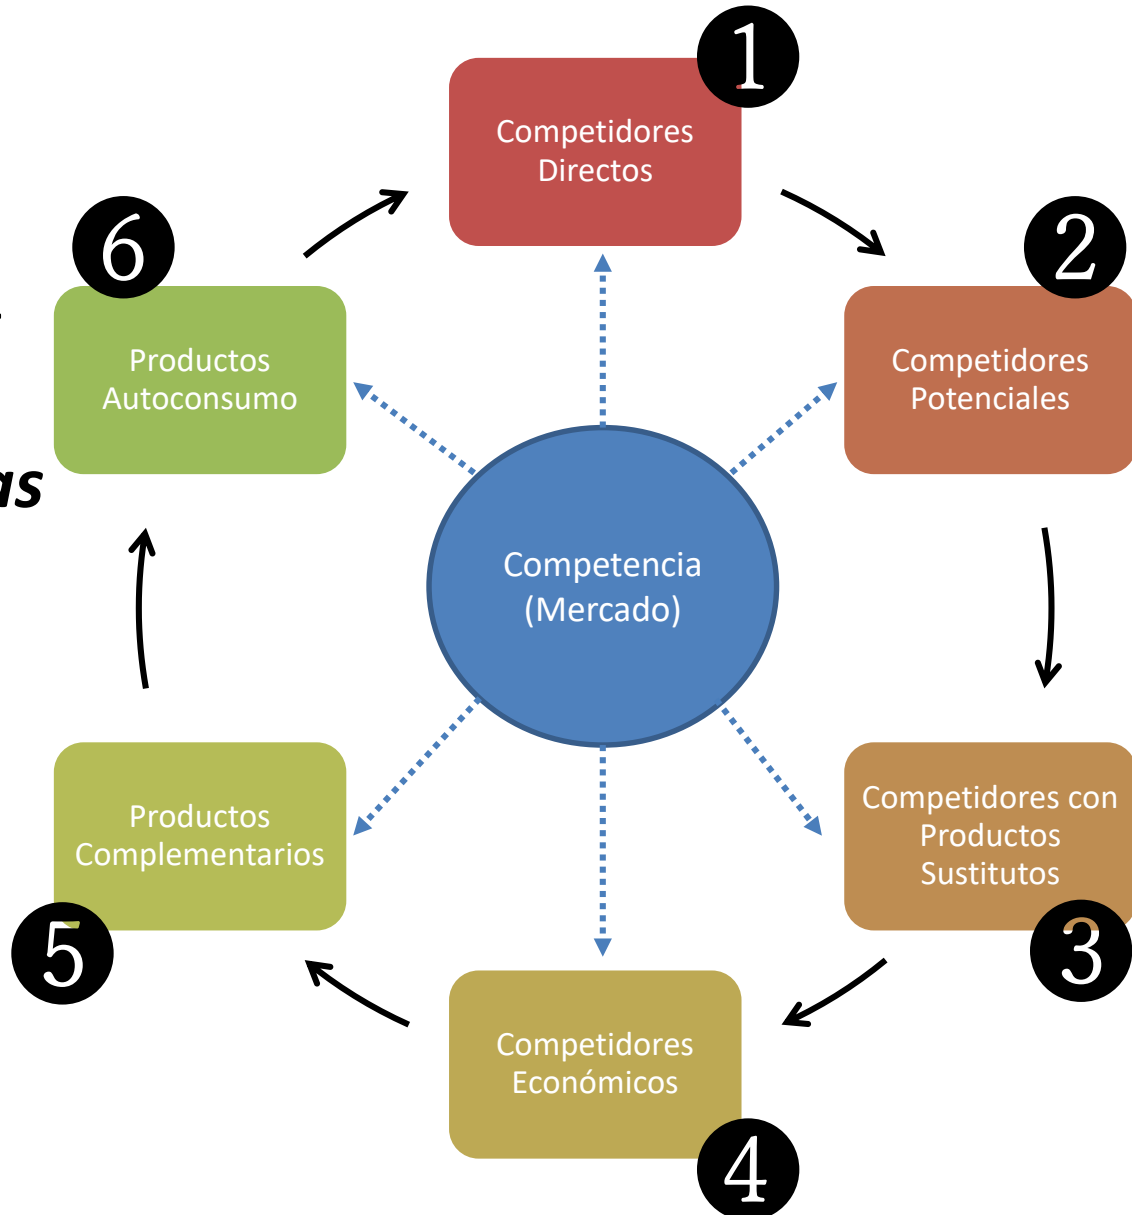 1
Competidores
Directos
2
Competidores
Potenciales
3
Competidores con
Productos
Sustitutos
4
Competidores
Económicos
5
Productos
Complementarios
6
Productos
Autoconsumo
as
Competencia
(Mercado)